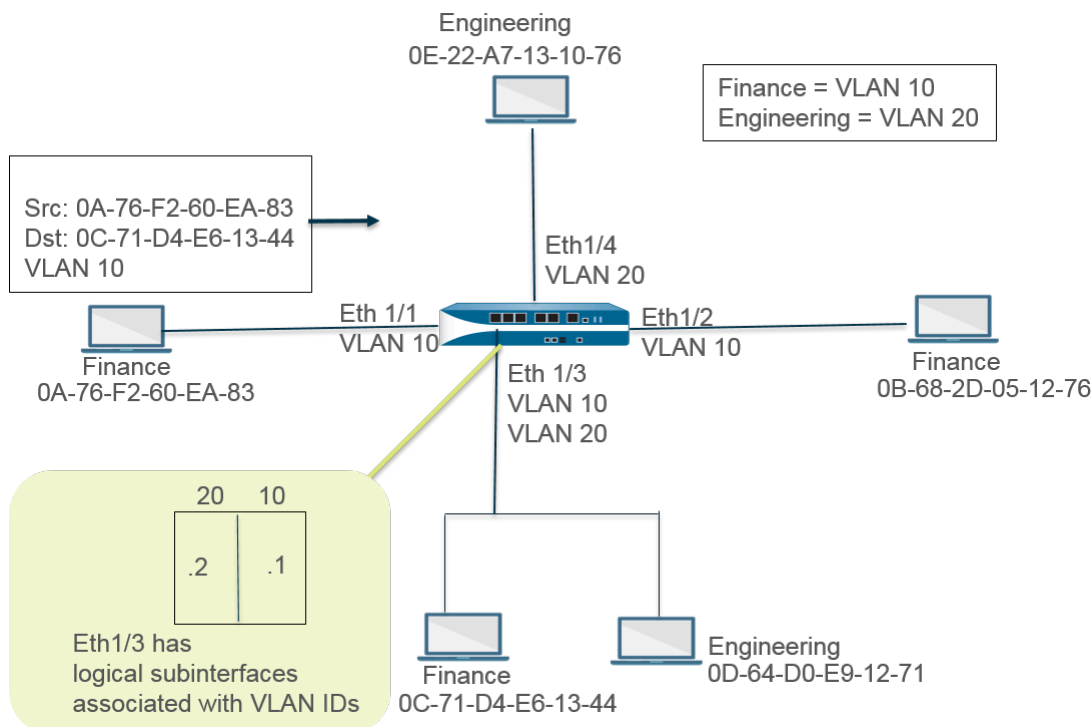 Engineering
0E-22-A7-13-10-76
Finance = VLAN 10
Engineering = VLAN 20
Src: 0A-76-F2-60-EA-83
Dst: 0C-71-D4-E6-13-44
VLAN 10
Eth1/4
VLAN 20
Eth 1/1
VLAN 10
Eth1/2
VLAN 10
Finance
0A-76-F2-60-EA-83
Finance
0B-68-2D-05-12-76
Eth 1/3
VLAN 10
VLAN 20
20 10
.2 .1
Eth1/3 has
logical subinterfaces
associated with VLAN IDs
Finance
0C-71-D4-E6-13-44
Engineering
0D-64-D0-E9-12-71